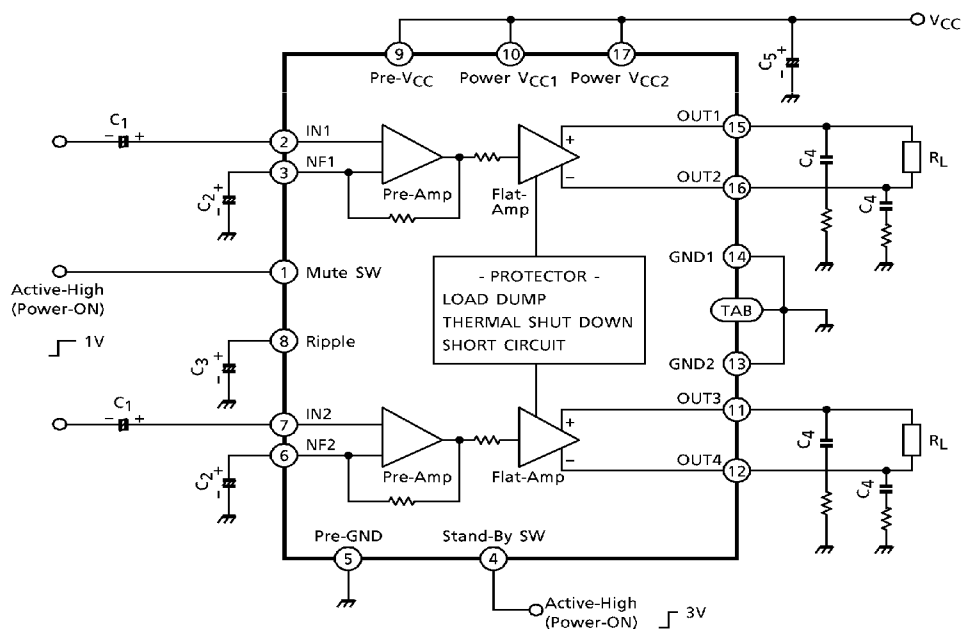 VCC
9 10 17
Pre-VCC Power VCC1 Power VCC2
C5 + -
C1
- +
2 IN1
3 NF1
C2 + -
Pre-Amp
Flat-
Amp
+
-
OUT1 15
OUT2 16
C4
C4
RL
1 Mute SW
Active-High
(Power-ON)
1V
- PROTECTOR -
LOAD DUMP
THERMAL SHUT DOWN
SHORT CIRCUIT
GND1 14
TAB
GND2 13
8 Ripple
C3 + -
C1
- +
7 IN2
6 NF2
C2 + -
Pre-Amp
Flat-Amp
+
-
OUT3 11
OUT4 12
C4
C4
RL
Pre-GND
5
Stand-By SW
4
Active-High
(Power-ON)
3V